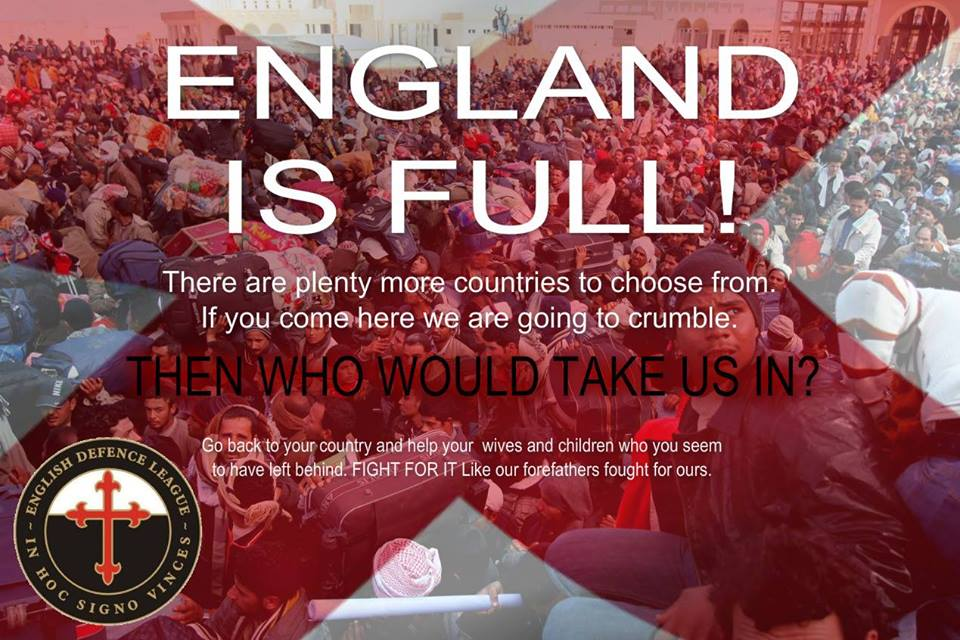 ENGLAND
IS FULL!
There are plenty more countries to choose from.
If you come here we are going to crumble.
THEN WHO WOULD TAKE US IN?
Go back to your country and help your wives and children who you seem
to have left behind. FIGHT FOR IT Like our forefathers fought for ours.
ENGLISH DEFENCE LEAGUE
IN HOC SIGNO VINCES